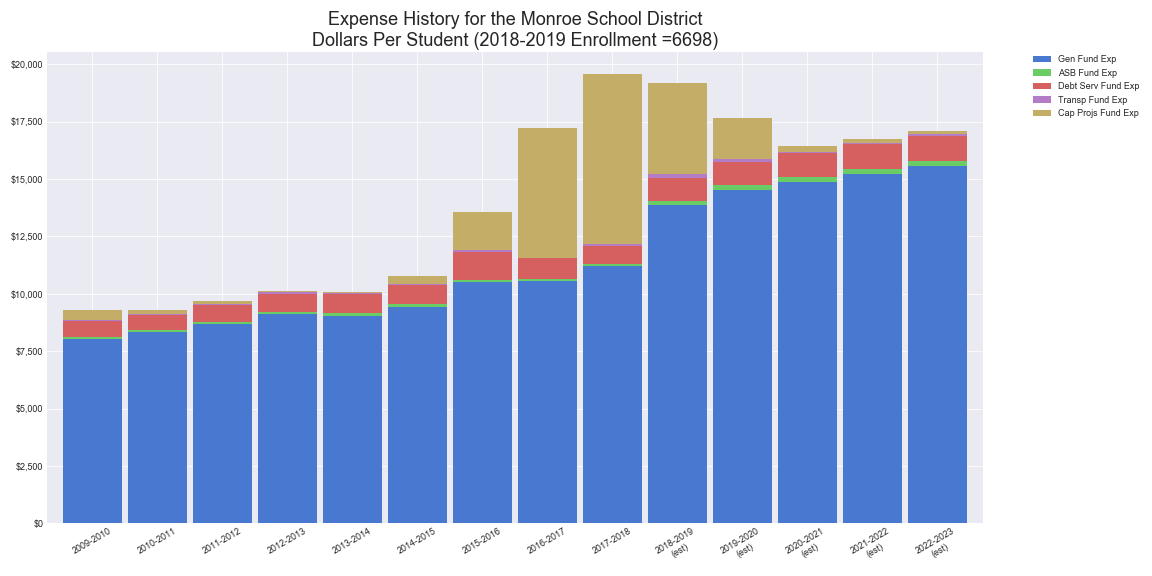 Expense History for the Monroe School District
Dollars Per Student (2018-2019 Enrollment =6698)
$20,000
$17,500
$15,000
$12,500
$10,000
$7,500
$5,000
$2,500
$0
2009-2010
2010-2011
2011-2012
2012-2013
2013-2014
2014-2015
2015-2016
2016-2017
2017-2018
2018-2019
(est)
2019-2020
(est)
2020-2021
(est)
2021-2022
(est)
2022-2023
(est)
Gen Fund Exp
ASB Fund Exp
Debt Serv Fund Exp
Transp Fund Exp
Cap Projs Fund Exp